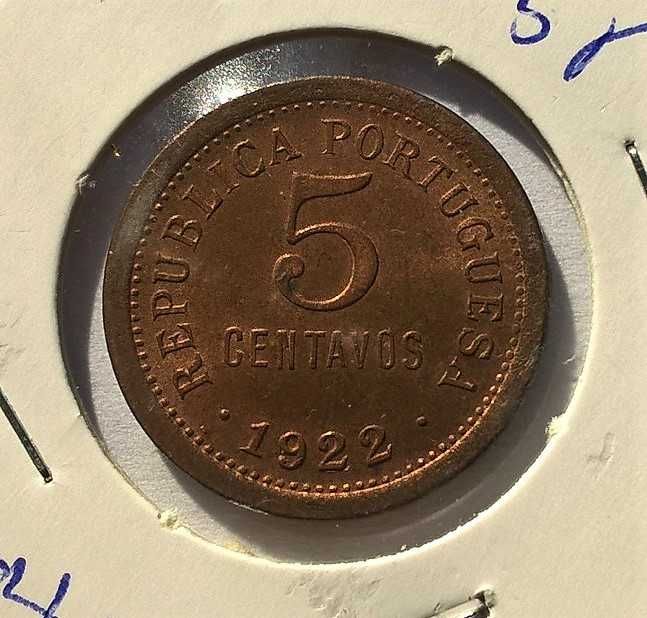 REPUBLICA PORTUGUESA
5
CENTAVOS
· 1922 ·